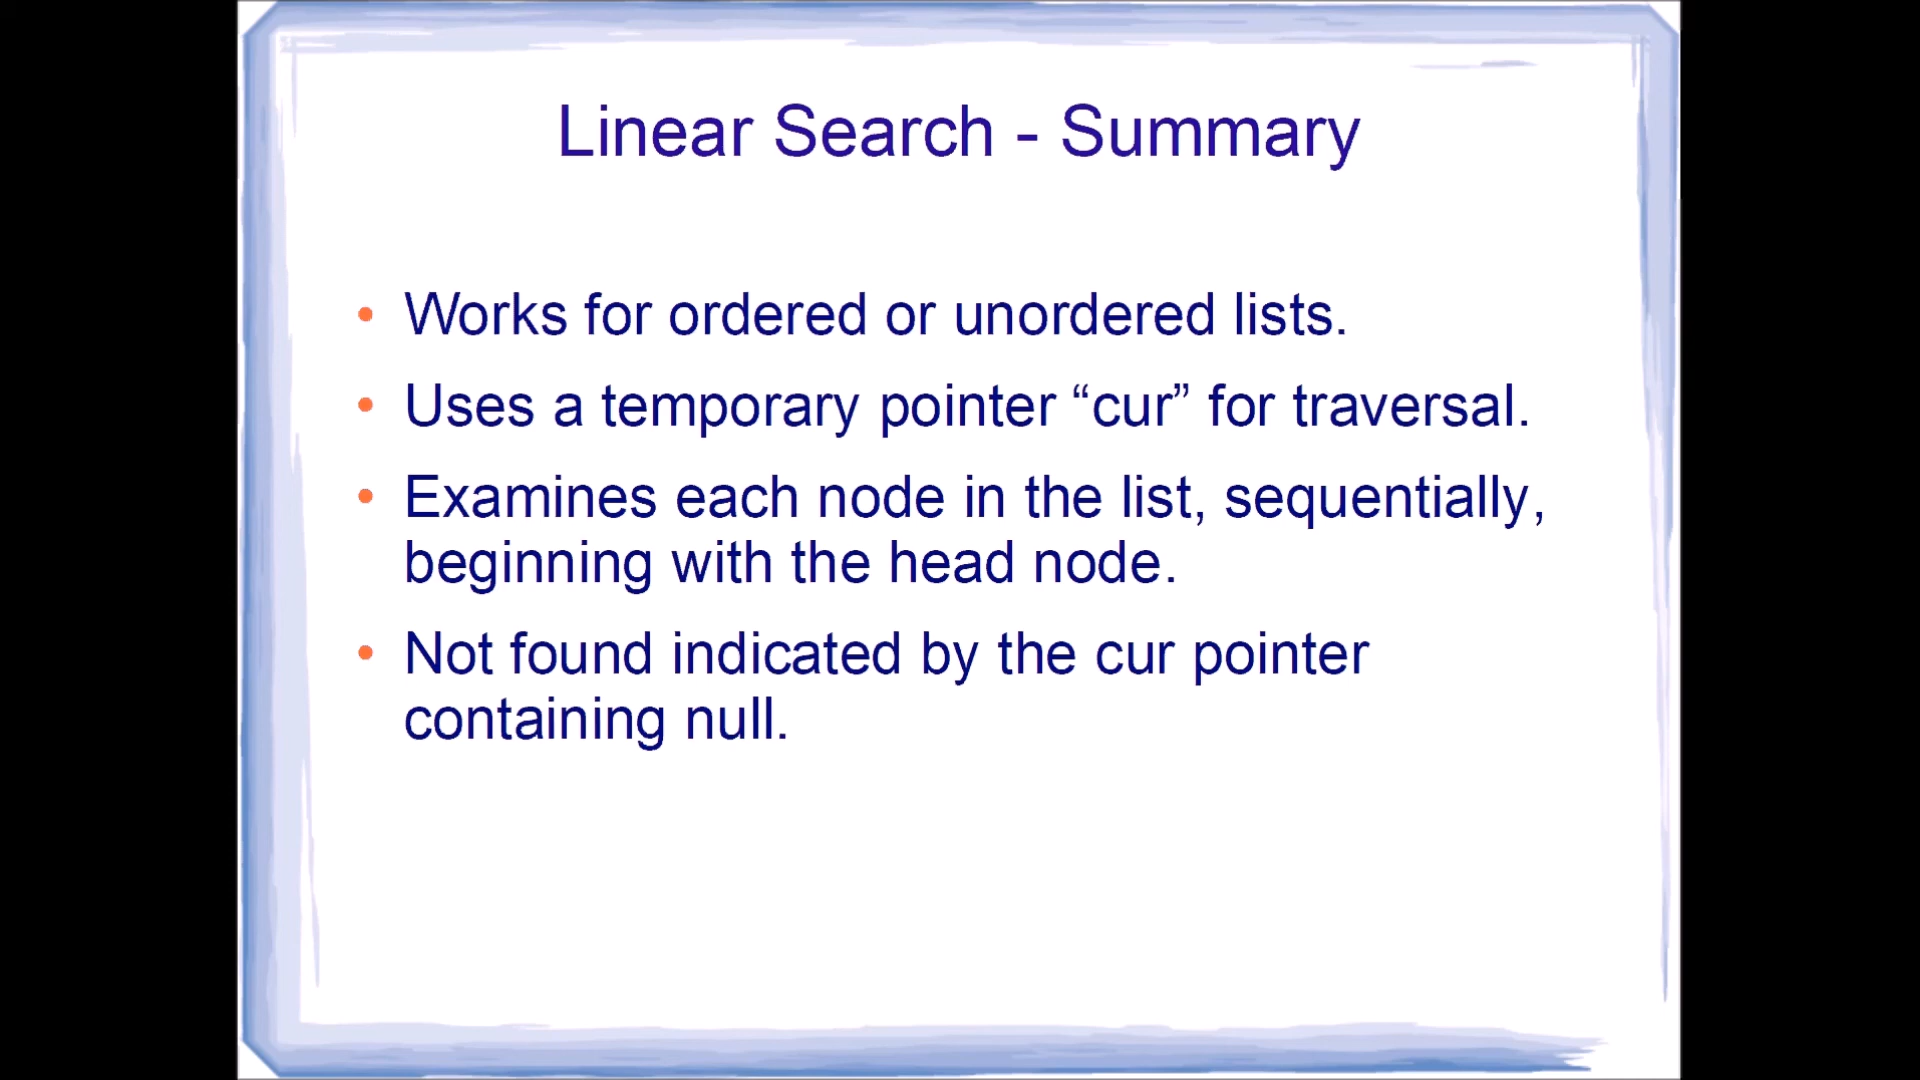 Linear Search - Summary
• Works for ordered or unordered lists.
• Uses a temporary pointer “cur” for traversal.
• Examines each node in the list, sequentially,
beginning with the head node.
• Not found indicated by the cur pointer
containing null.